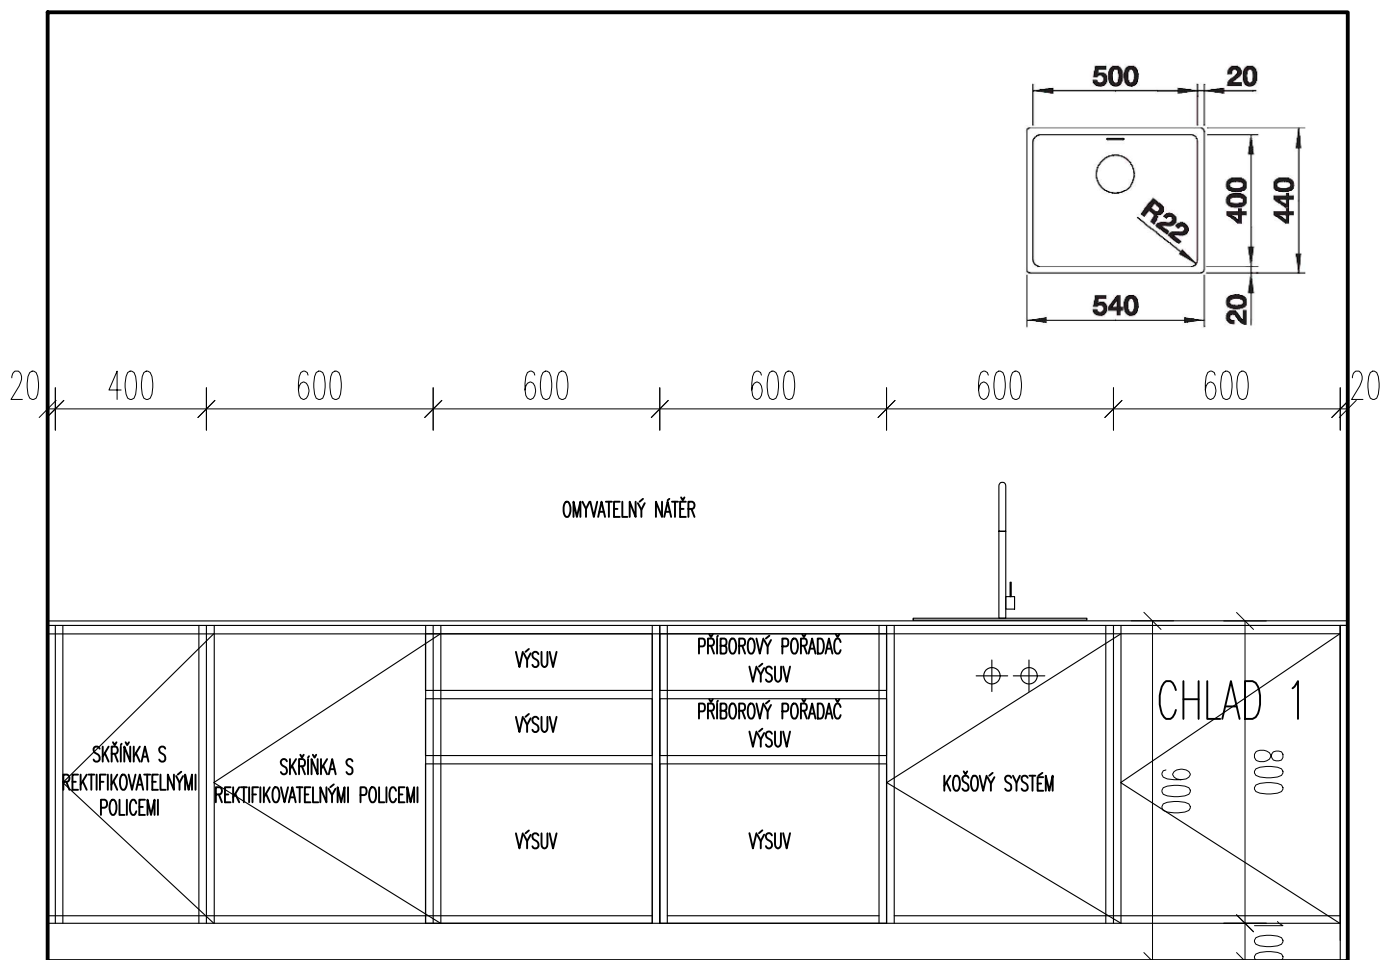 500 20
R22
400
440
540
20
20 400 600 600 600 600 600 20
OMYVATELNÝ NÁTĚR
SKŘÍŇKA S
REKTIFIKOVATELNÝMI
POLICEMI
SKŘÍŇKA S
REKTIFIKOVATELNÝMI POLICEMI
VÝSUV
VÝSUV
VÝSUV
PŘÍBOROVÝ POŘADAČ
VÝSUV
PŘÍBOROVÝ POŘADAČ
VÝSUV
VÝSUV
KOŠOVÝ SYSTÉM
CHLAD 1
900
800
100